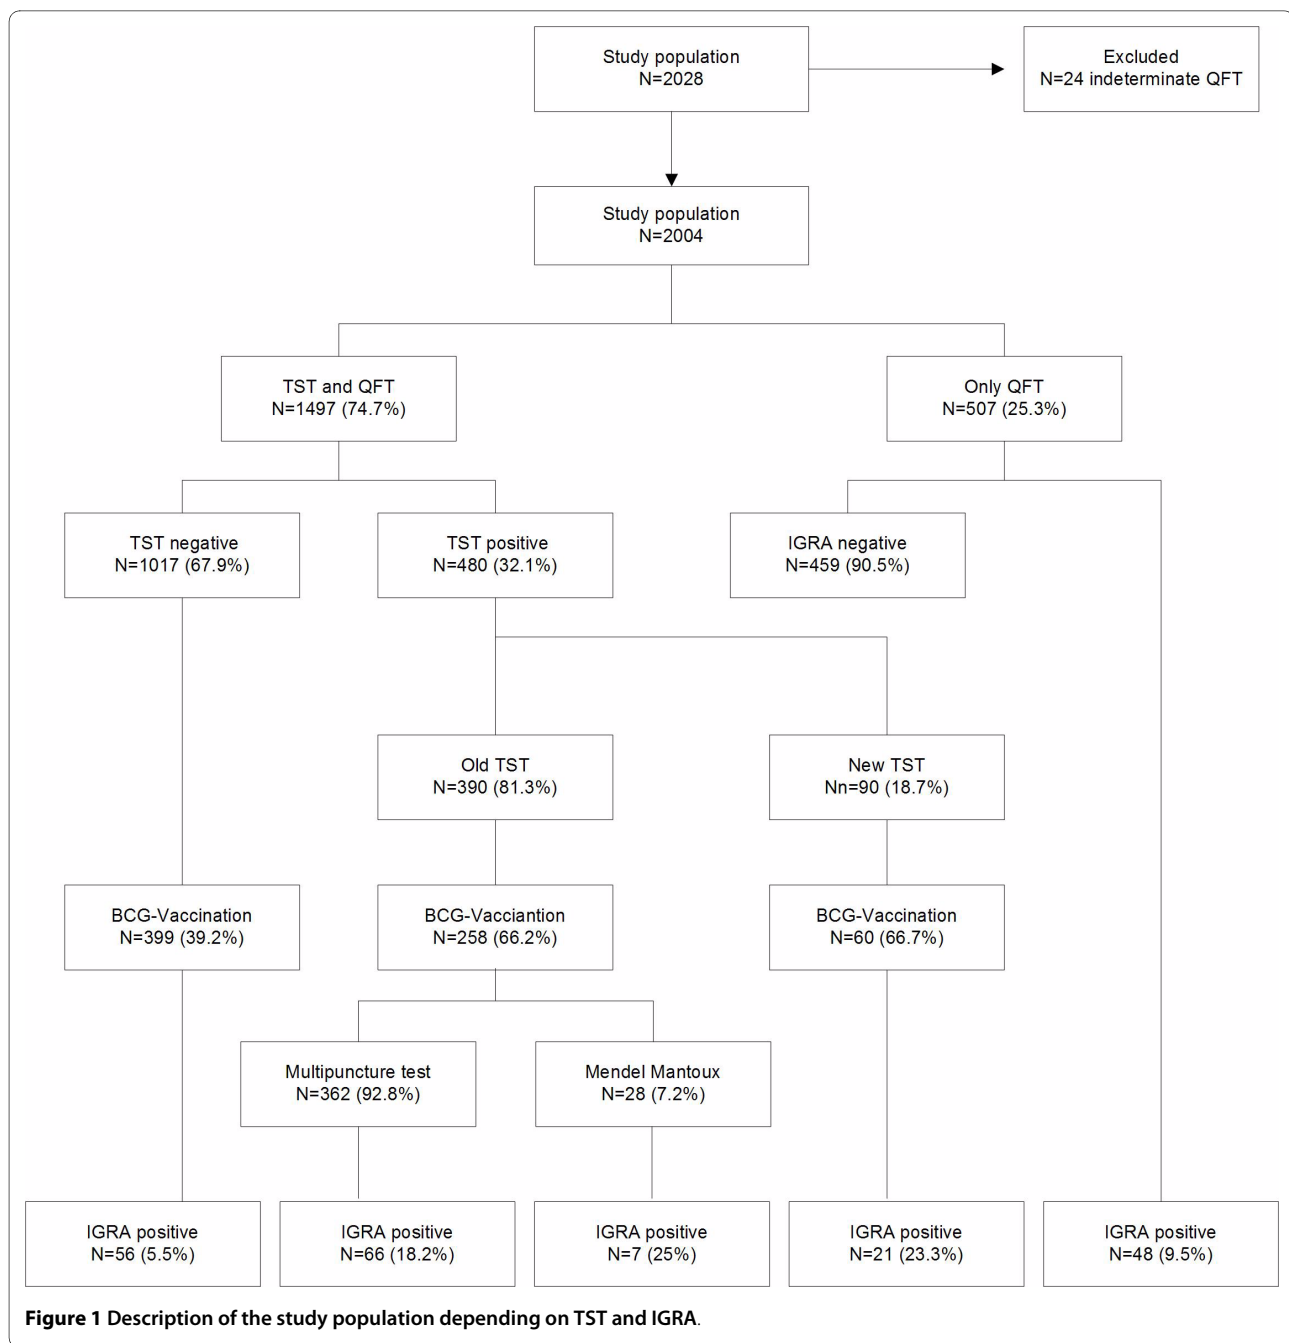 Study population
N=2028
Excluded
N=24 indeterminate QFT
Study population
N=2004
TST and QFT
N=1497 (74.7%)
Only QFT
N=507 (25.3%)
TST negative
N=1017 (67.9%)
TST positive
N=480 (32.1%)
IGRA negative
N=459 (90.5%)
Old TST
N=390 (81.3%)
New TST
Nn=90 (18.7%)
BCG-Vaccination
N=399 (39.2%)
BCG-Vacciantion
N=258 (66.2%)
BCG-Vaccination
N=60 (66.7%)
Multipuncture test
N=362 (92.8%)
Mendel Mantoux
N=28 (7.2%)
IGRA positive
N=56 (5.5%)
IGRA positive
N=66 (18.2%)
IGRA positive
N=7 (25%)
IGRA positive
N=21 (23.3%)
IGRA positive
N=48 (9.5%)
Figure 1 Description of the study population depending on TST and IGRA.